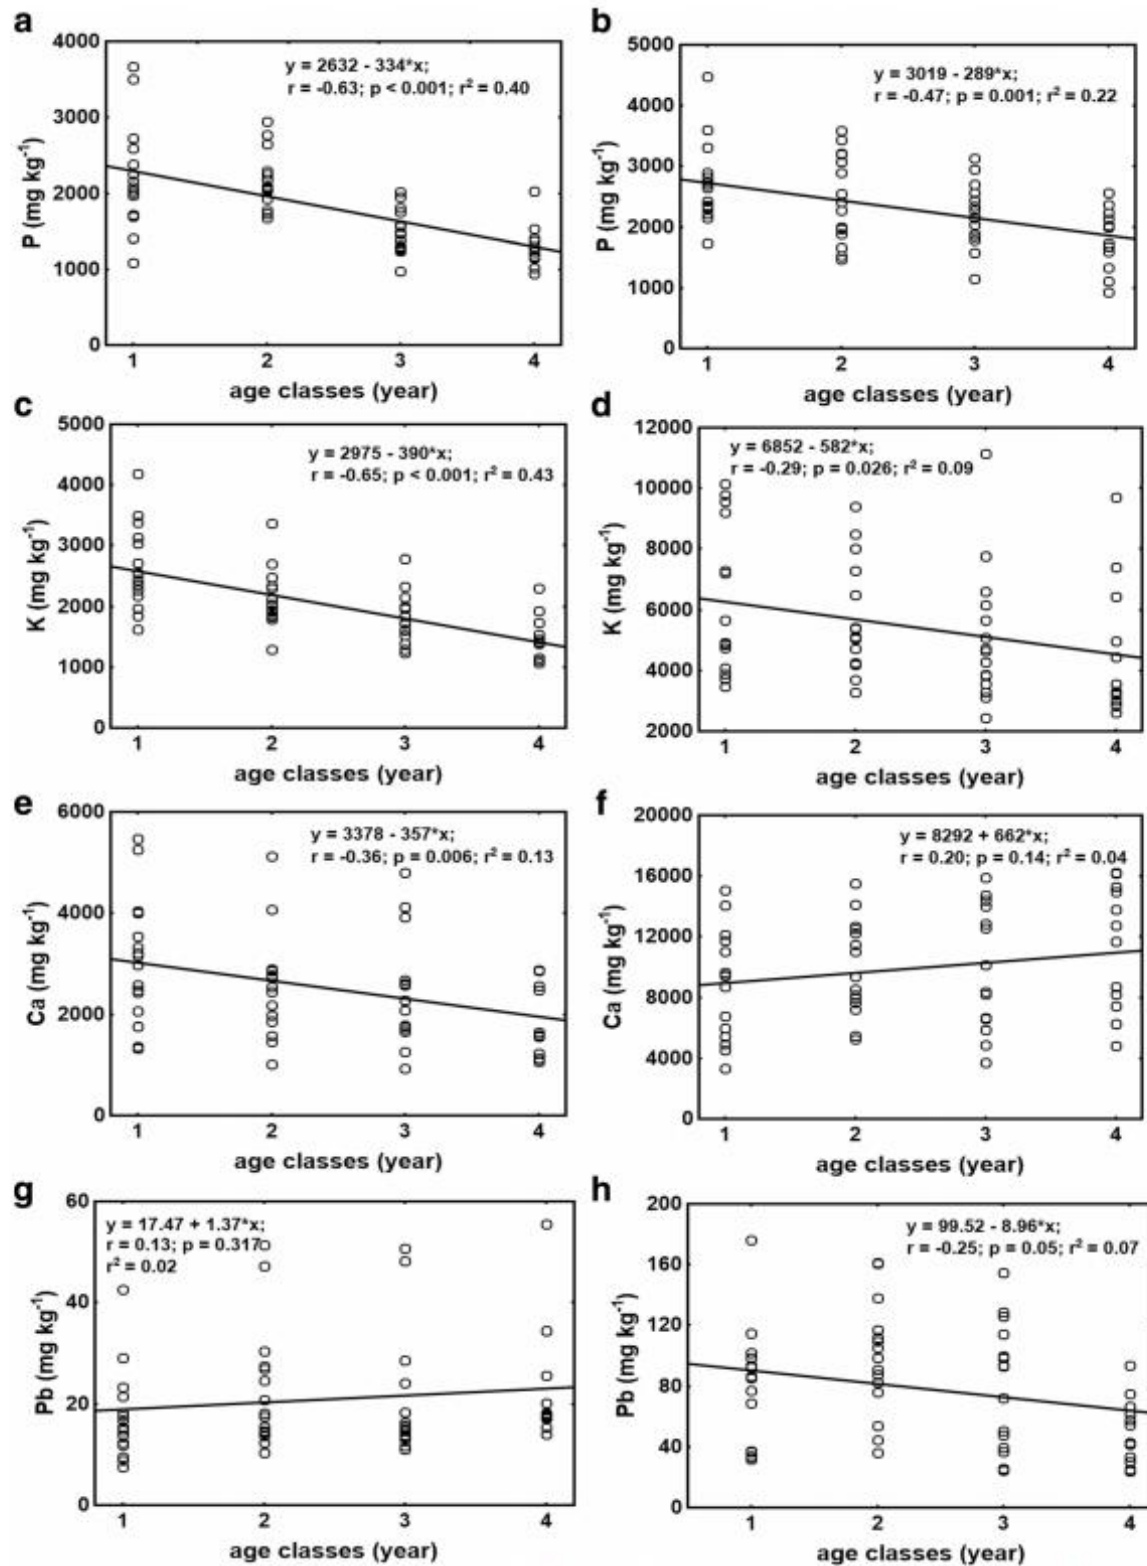 a
4000
3000
2000
1000
0
P (mg kg-1)
y = 2632 - 334*x;
r = -0.63; p < 0.001; r² = 0.40
1 2 3 4
age classes (year)
b
5000
4000
3000
2000
1000
0
P (mg kg-1)
y = 3019 - 289*x;
r = -0.47; p = 0.001; r² = 0.22
1 2 3 4
age classes (year)
c
5000
4000
3000
2000
1000
0
K (mg kg-1)
y = 2975 - 390*x;
r = -0.65; p < 0.001; r² = 0.43
1 2 3 4
age classes (year)
d
12000
10000
8000
6000
4000
2000
K (mg kg-1)
y = 6852 - 582*x;
r = -0.29; p = 0.026; r² = 0.09
1 2 3 4
age classes (year)
e
6000
4000
2000
0
Ca (mg kg-1)
y = 3378 - 357*x;
r = -0.36; p = 0.006; r² = 0.13
1 2 3 4
age classes (year)
f
20000
16000
12000
8000
4000
0
Ca (mg kg-1)
y = 8292 + 662*x;
r = 0.20; p = 0.14; r² = 0.04
1 2 3 4
age classes (year)
g
60
40
20
0
Pb (mg kg-1)
y = 17.47 + 1.37*x;
r = 0.13; p = 0.317
r² = 0.02
1 2 3 4
age classes (year)
h
200
160
120
80
40
0
Pb (mg kg-1)
y = 99.52 - 8.96*x;
r = -0.25; p = 0.05; r² = 0.07
1 2 3 4
age classes (year)